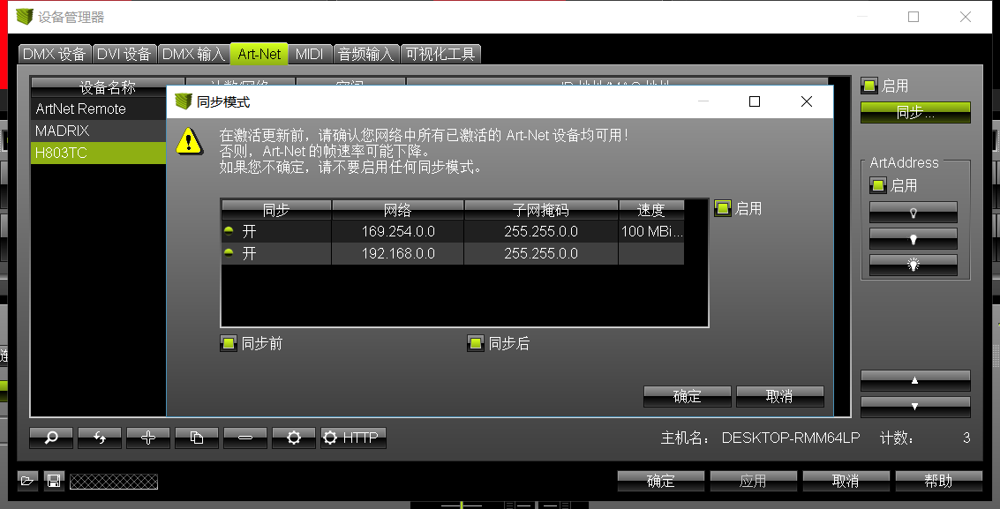 设备管理器
DMX 设备 DVI 设备 DMX 输入 Art-Net MIDI 音频输入 可视化工具
设备名称
ArtNet Remote
MADRIX
H803TC
同步模式
在激活更新前，请确认您网络中所有已激活的 Art-Net 设备均可用！
否则，Art-Net 的帧速率可能下降。
如果您不确定，请不要启用任何同步模式。
同步 网络 子网掩码 速度
开 169.254.0.0 255.255.0.0 100 MBi...
开 192.168.0.0 255.255.0.0
启用
同步前 同步后
确定 取消
启用
同步...
ArtAddress
启用
HTTP
主机名： DESKTOP-RMM64LP 计数： 3
确定 应用 取消 帮助